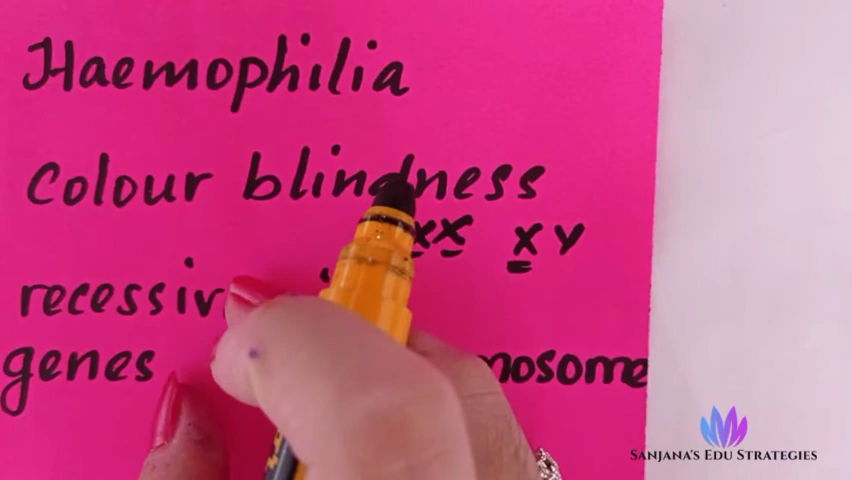 Haemophilia
Colour blindness
XX XY
recessiv
genes mosome
SANJANA'S EDU STRATEGIES